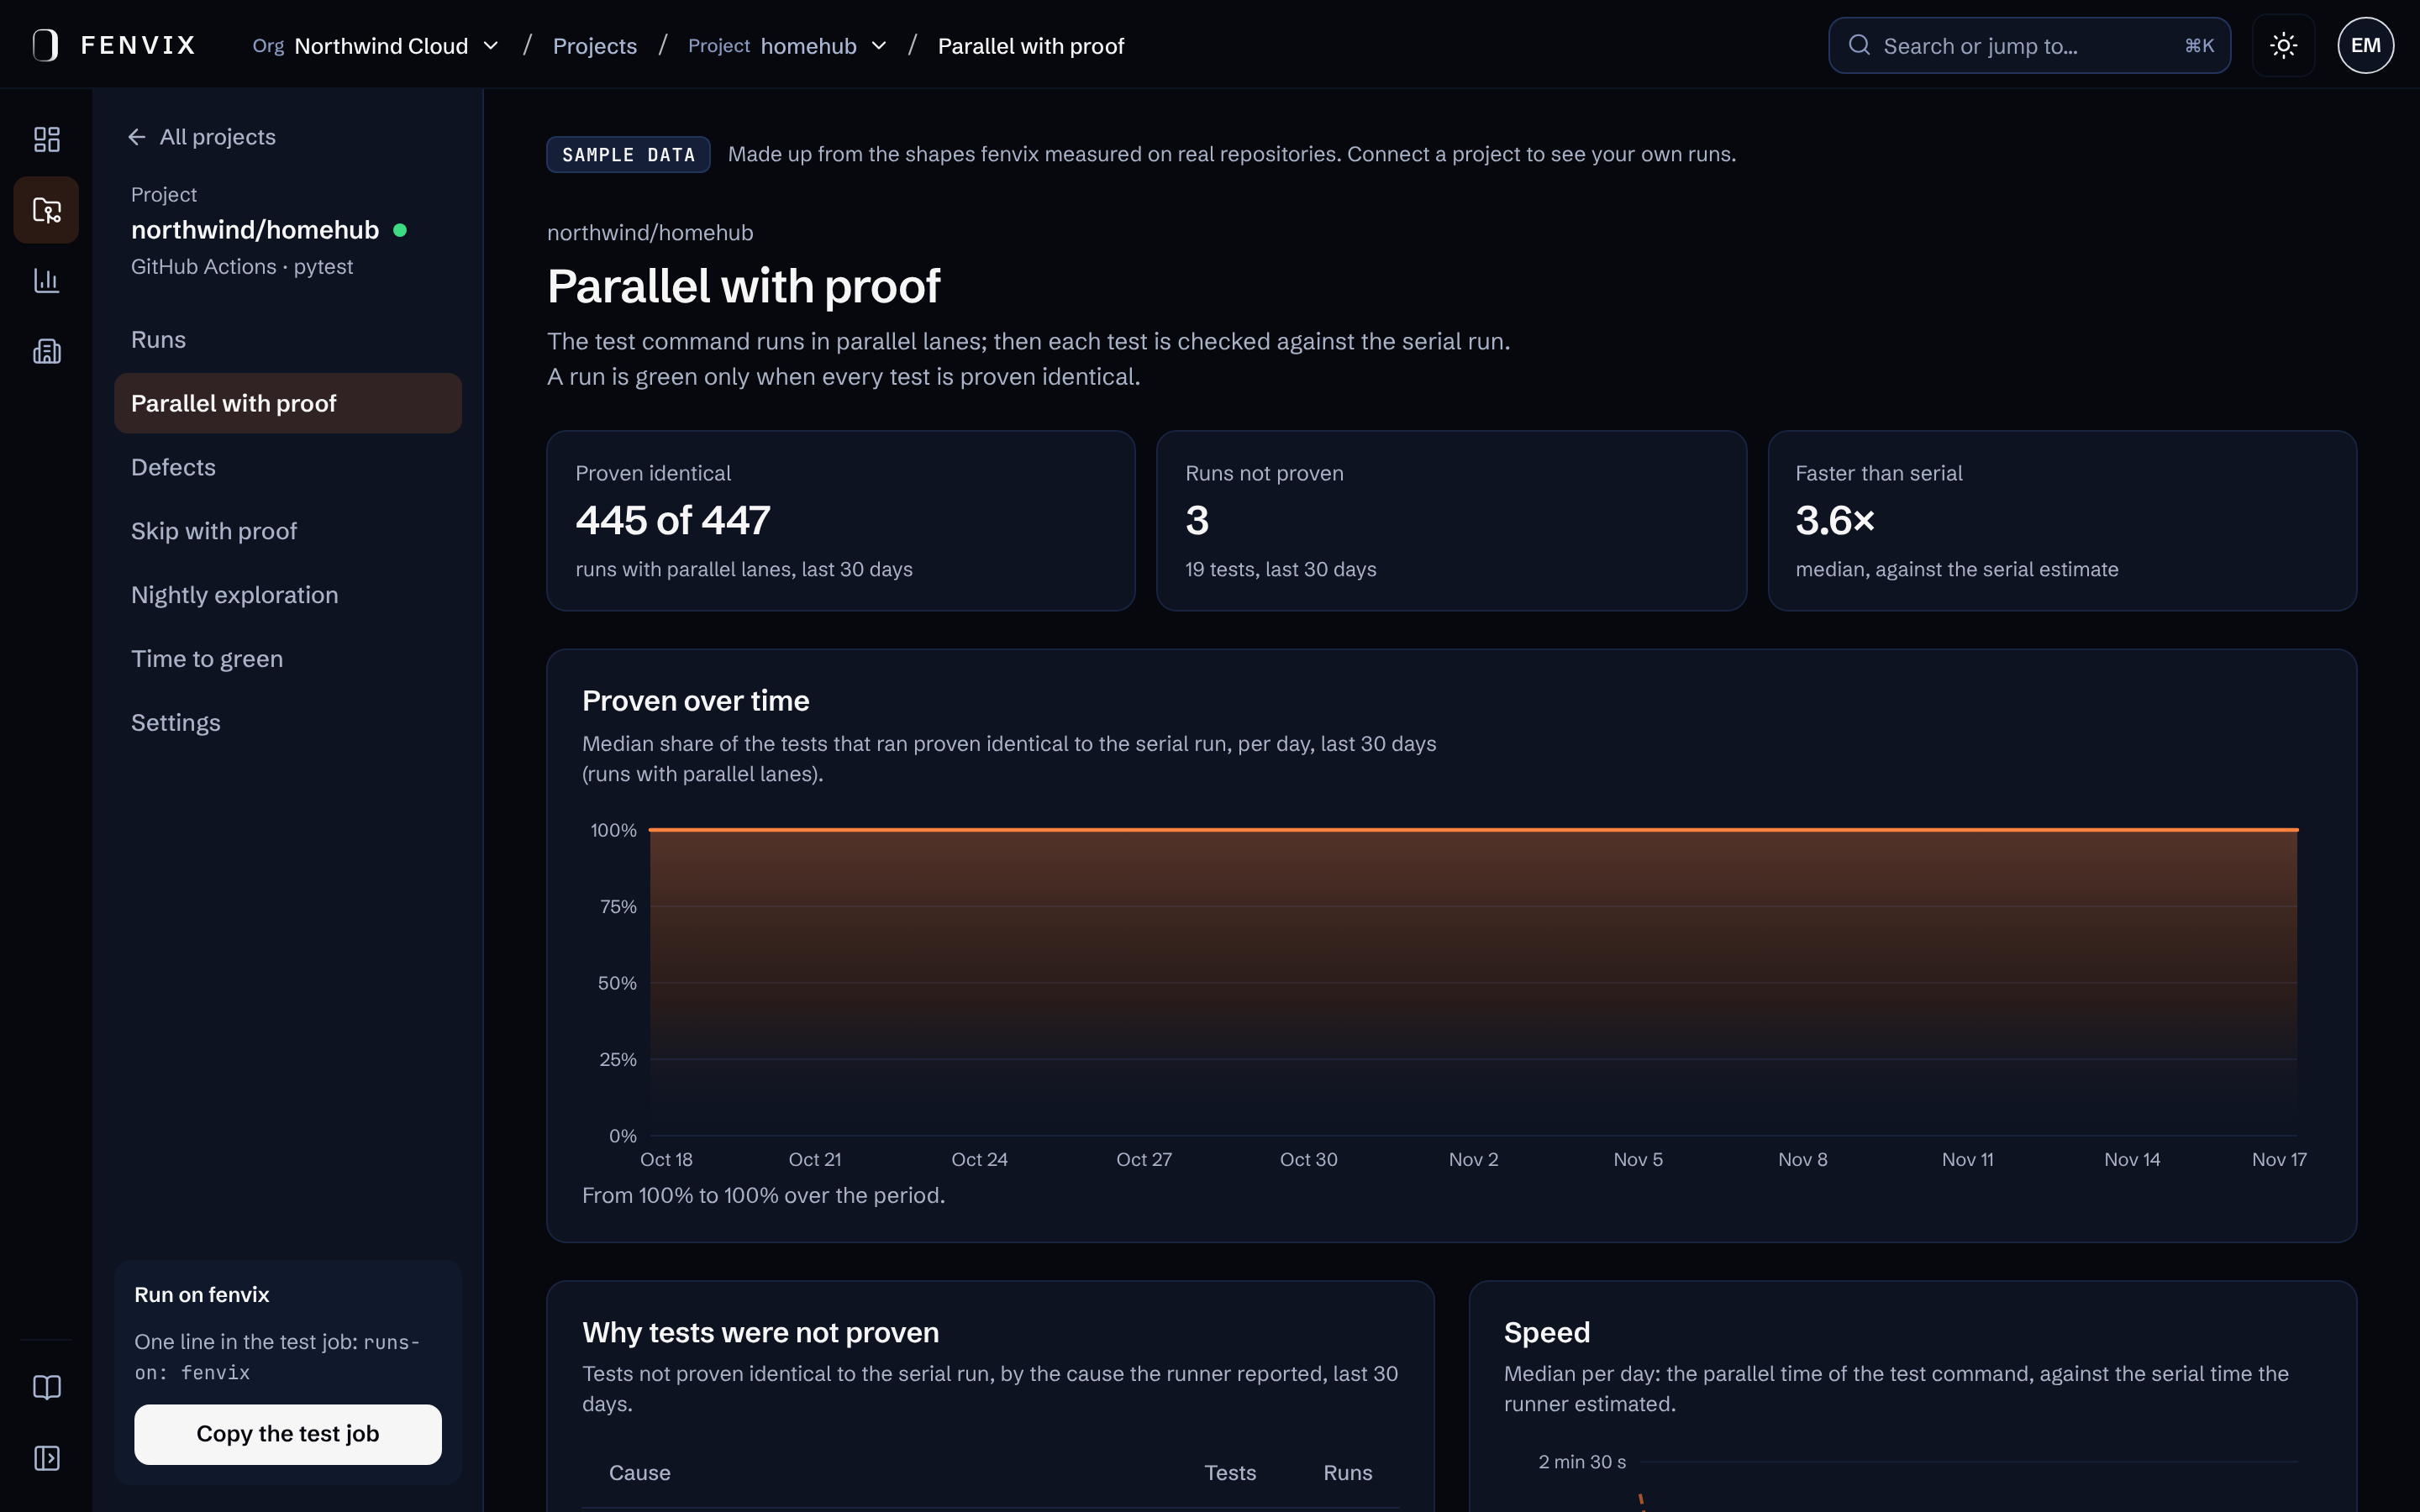 FENVIX
Org Northwind Cloud / Projects / Project homehub / Parallel with proof
Search or jump to... ⌘K
EM
All projects
Project
northwind/homehub
GitHub Actions · pytest
Runs
Parallel with proof
Defects
Skip with proof
Nightly exploration
Time to green
Settings
Run on fenvix
One line in the test job: runs-
on: fenvix
Copy the test job
SAMPLE DATA Made up from the shapes fenvix measured on real repositories. Connect a project to see your own runs.
northwind/homehub
Parallel with proof
The test command runs in parallel lanes; then each test is checked against the serial run.
A run is green only when every test is proven identical.
Proven identical
445 of 447
runs with parallel lanes, last 30 days
Runs not proven
3
19 tests, last 30 days
Faster than serial
3.6×
median, against the serial estimate
Proven over time
Median share of the tests that ran proven identical to the serial run, per day, last 30 days
(runs with parallel lanes).
100%
75%
50%
25%
0%
Oct 18 Oct 21 Oct 24 Oct 27 Oct 30 Nov 2 Nov 5 Nov 8 Nov 11 Nov 14 Nov 17
From 100% to 100% over the period.
Why tests were not proven
Tests not proven identical to the serial run, by the cause the runner reported, last 30
days.
Cause Tests Runs
Speed
Median per day: the parallel time of the test command, against the serial time the
runner estimated.
2 min 30 s